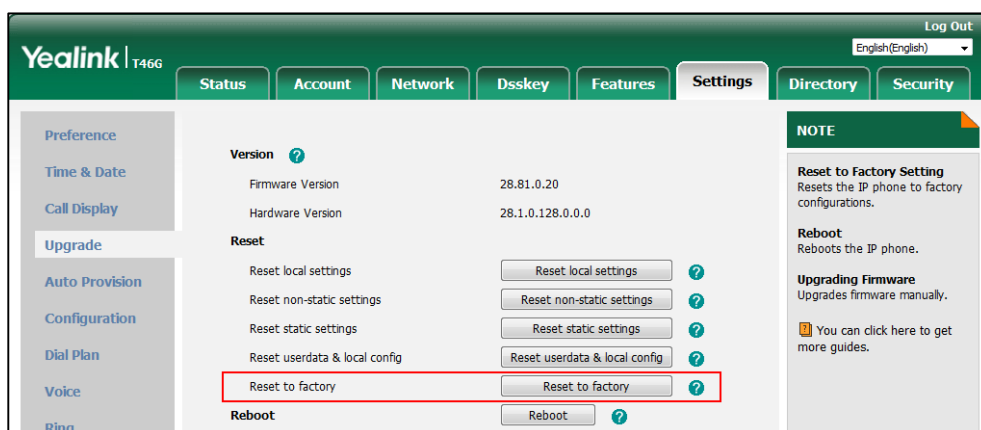 Log Out
Yealink | T46G
English(English)
Status Account Network Dsskey Features Settings Directory Security
Preference
Time & Date
Call Display
Upgrade
Auto Provision
Configuration
Dial Plan
Voice
Ring
Version ?
Firmware Version 28.81.0.20
Hardware Version 28.1.0.128.0.0.0
Reset
Reset local settings Reset local settings ?
Reset non-static settings Reset non-static settings ?
Reset static settings Reset static settings ?
Reset userdata & local config Reset userdata & local config ?
Reset to factory Reset to factory ?
Reboot Reboot ?
NOTE
Reset to Factory Setting
Resets the IP phone to factory
configurations.
Reboot
Reboots the IP phone.
Upgrading Firmware
Upgrades firmware manually.
? You can click here to get
more guides.